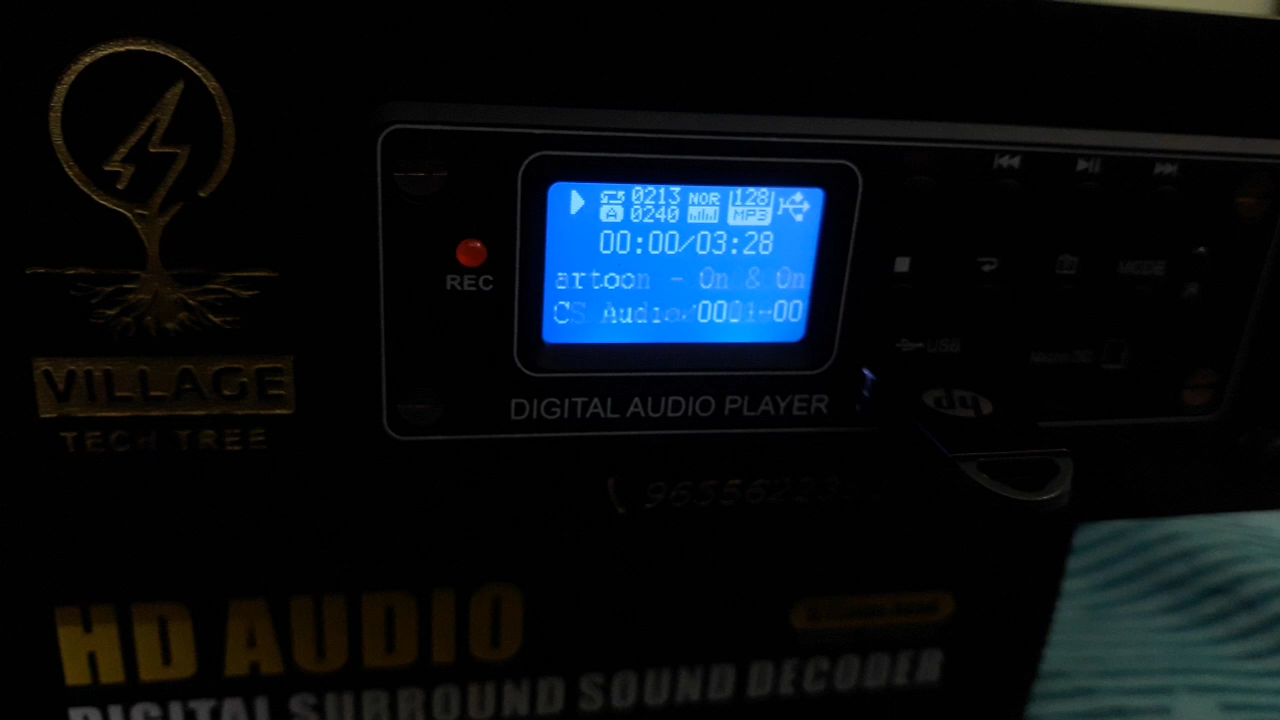 VILLAGE
TECH TREE
REC
0213 NOR 128
A 0240 MP3
00:00/03:28
artoon - On & On
CS Audio/0001-00
DIGITAL AUDIO PLAYER
MODE
USB
hp
HD AUDIO
DIGITAL SURROUND SOUND DECODER